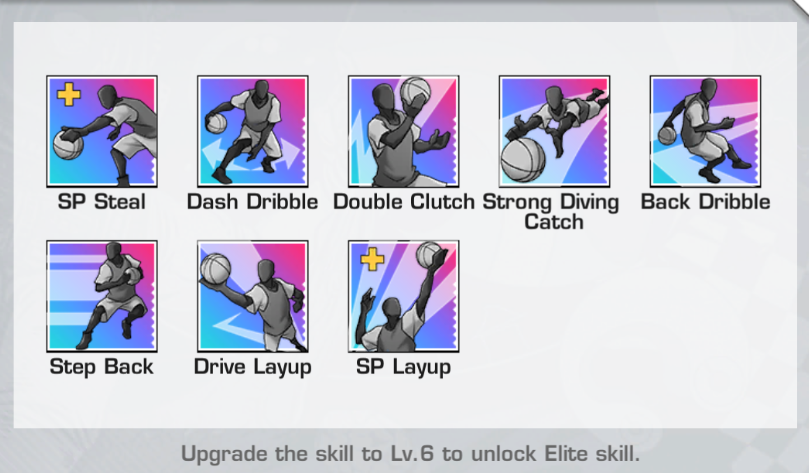 SP Steal
Dash Dribble
Double Clutch
Strong Diving
Catch
Back Dribble
Step Back
Drive Layup
SP Layup
Upgrade the skill to Lv.6 to unlock Elite skill.